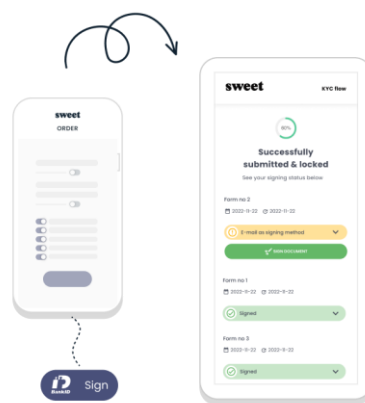 sweet
ORDER
BankID Sign
sweet KYC flow
80%
Successfully
submitted & locked
See your signing status below
Form no 2
2022-11-22 2022-11-22
E-mail as signing method
SIGN DOCUMENT
Form no 1
2022-11-22 2022-11-22
Signed
Form no 3
2022-11-22 2022-11-22
Signed